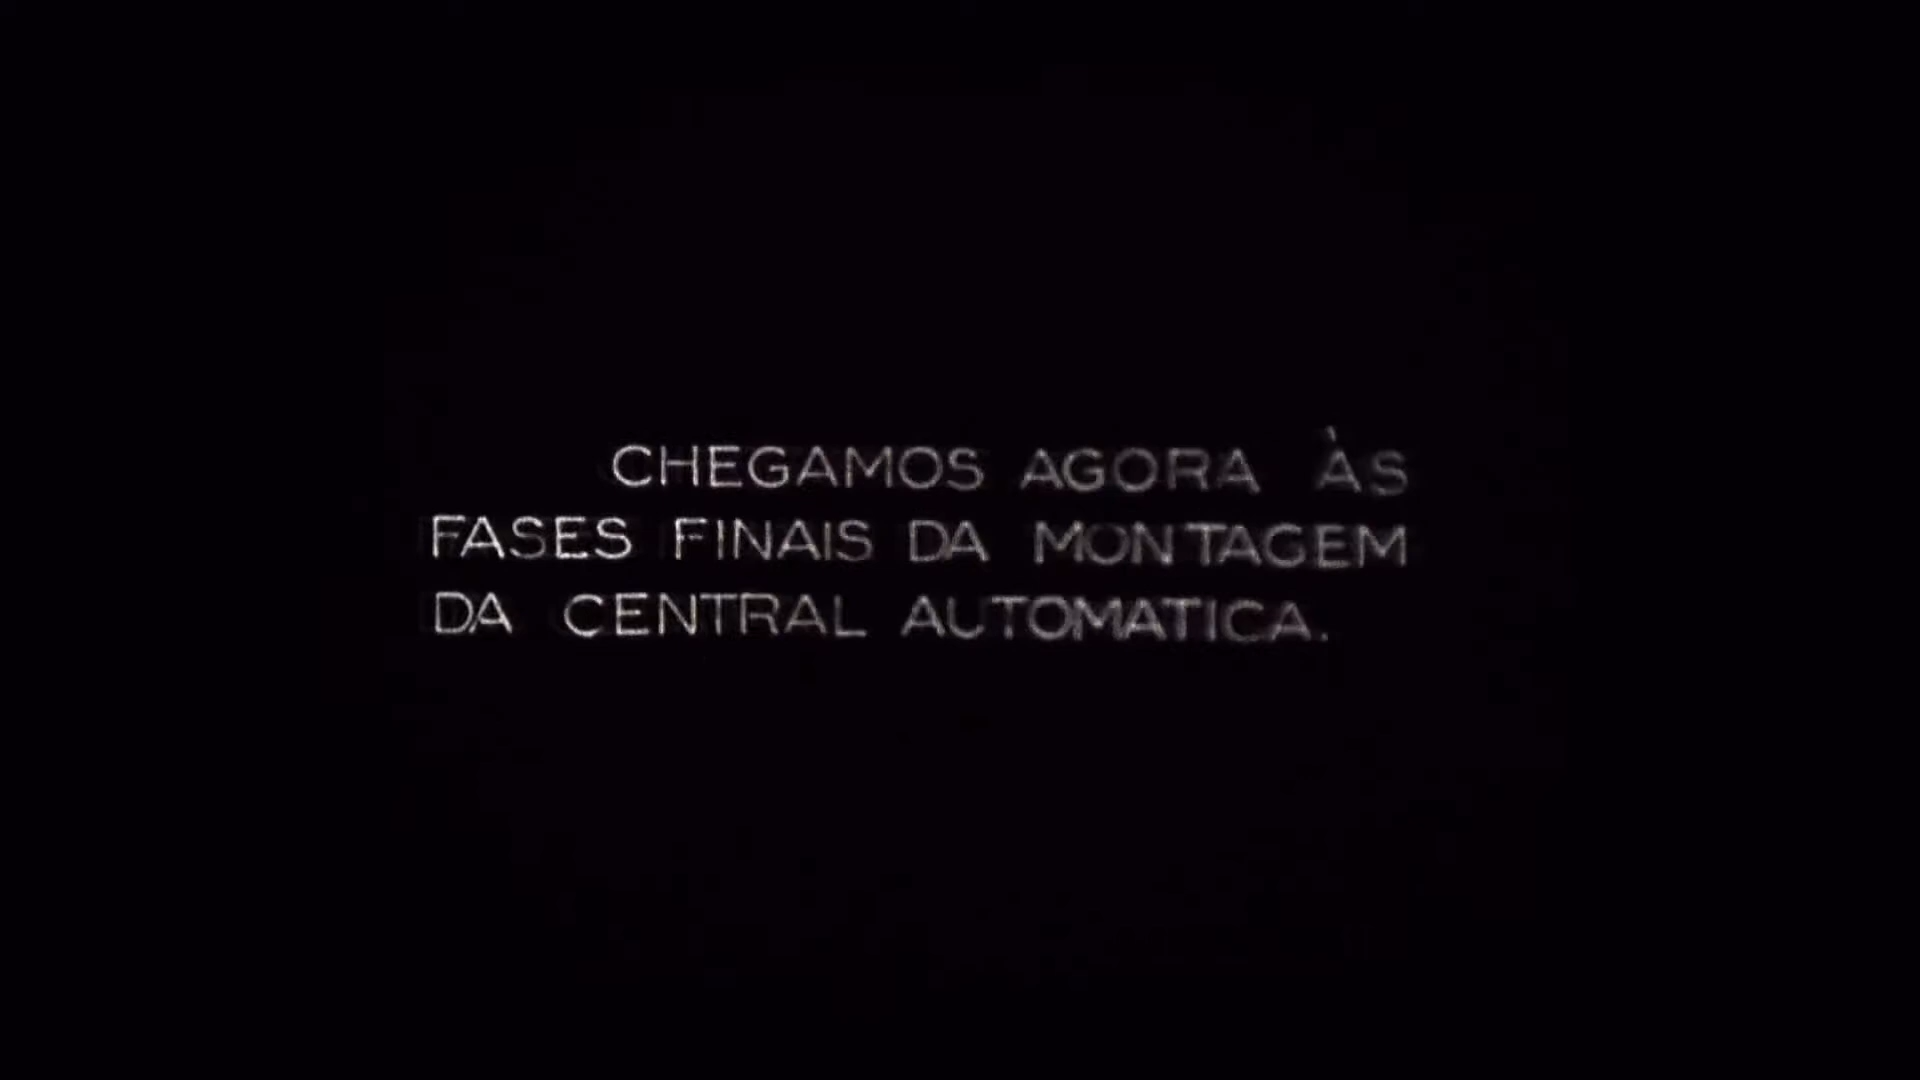 CHEGAMOS AGORA ÀS
FASES FINAIS DA MONTAGEM
DA CENTRAL AUTOMATICA.